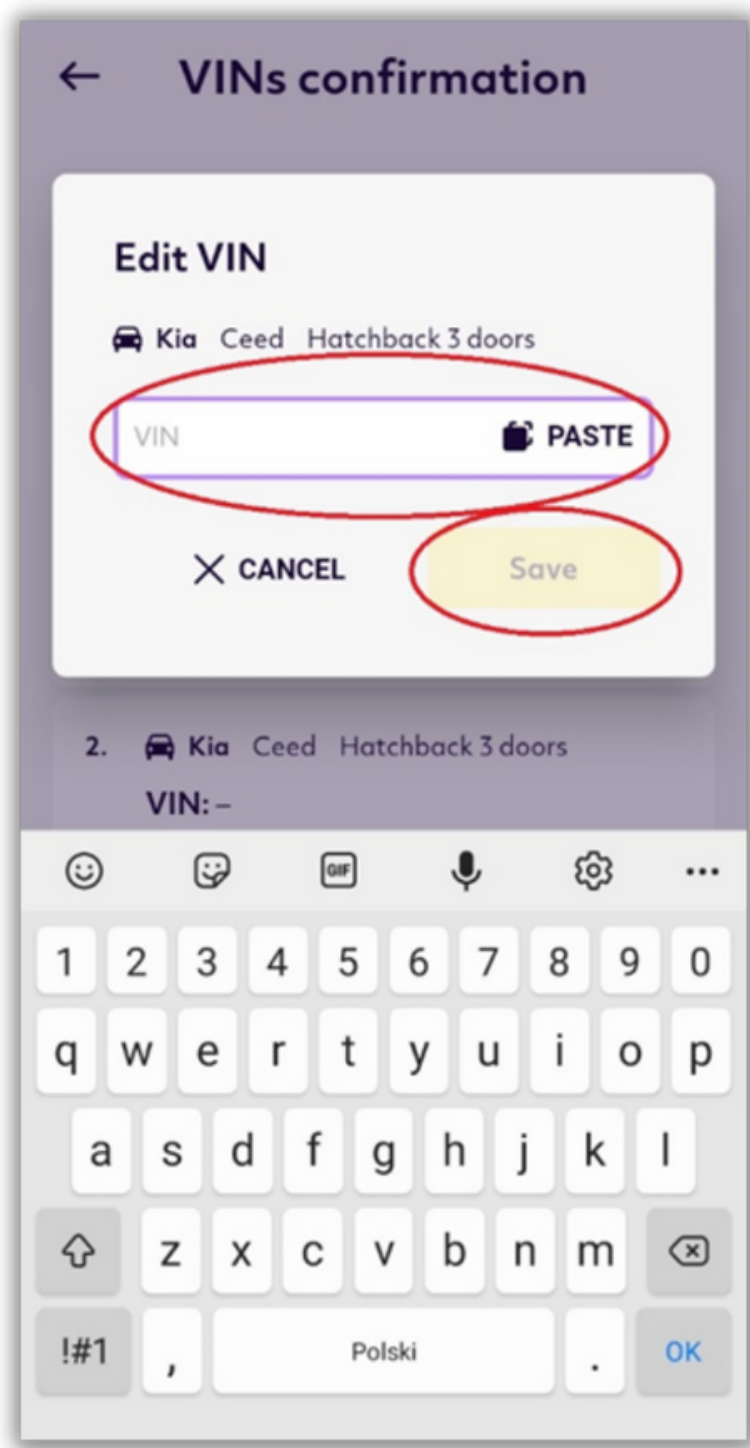 VINs confirmation
Edit VIN
Kia Ceed Hatchback 3 doors
VIN PASTE
CANCEL Save
2. Kia Ceed Hatchback 3 doors
VIN: –
GIF
1 2 3 4 5 6 7 8 9 0
q w e r t y u i o p
a s d f g h j k l
z x c v b n m
!#1 , Polski . OK